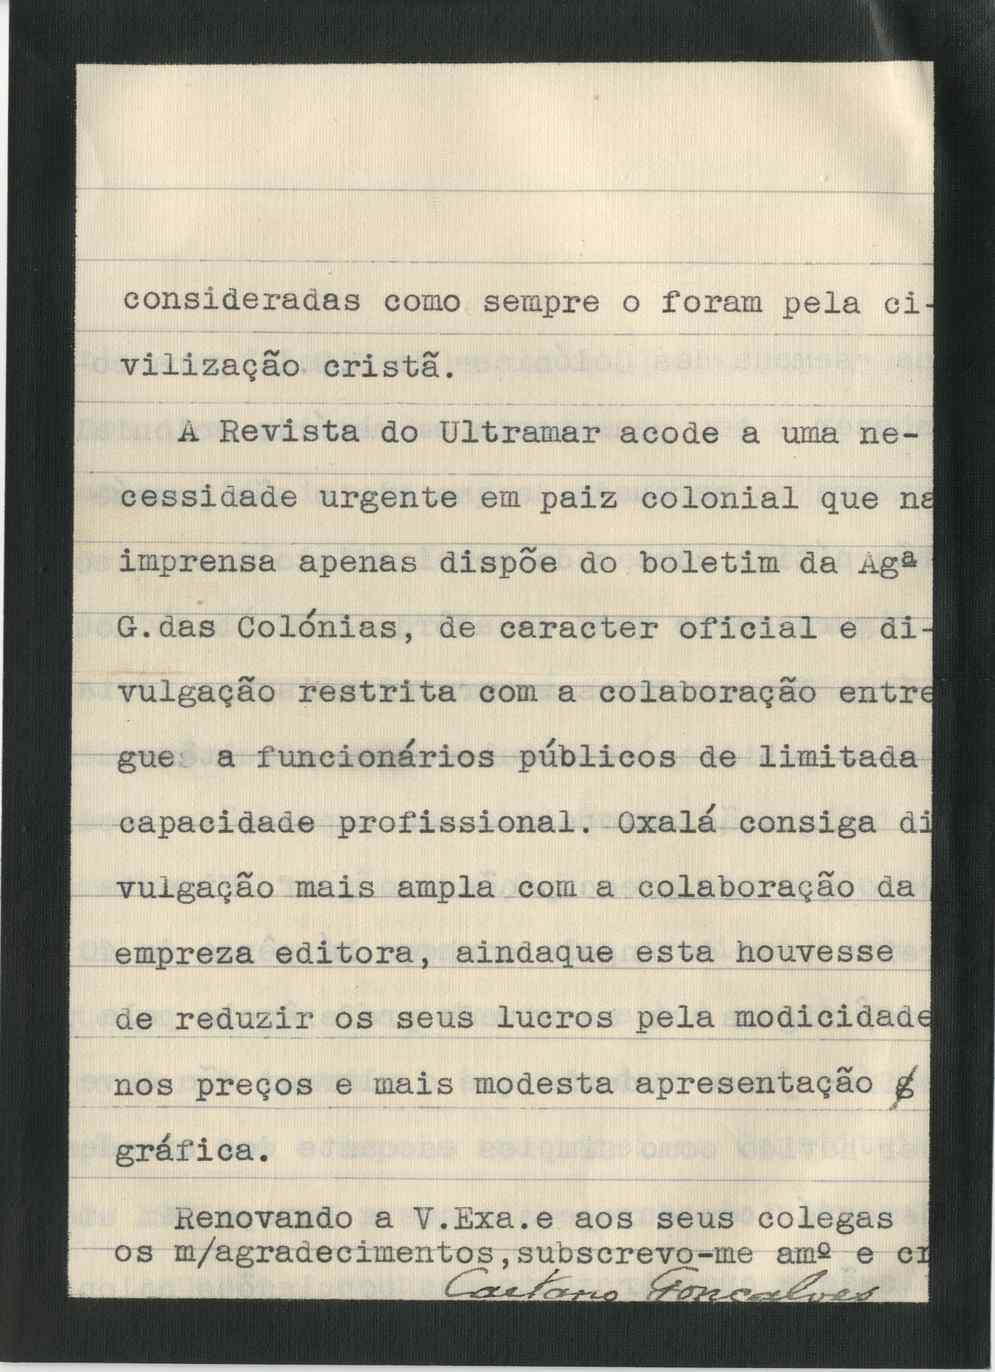 consideradas como sempre o foram pela ci-
vilização cristã.
A Revista do Ultramar acode a uma ne-
cessidade urgente em paiz colonial que na
imprensa apenas dispõe do boletim da Agª
G.das Colónias, de caracter oficial e di-
vulgação restrita com a colaboração entre
gue a funcionários públicos de limitada
capacidade profissional. Oxalá consiga di
vulgação mais ampla com a colaboração da
empreza editora, aindaque esta houvesse
de reduzir os seus lucros pela modicidade
nos preços e mais modesta apresentação
gráfica.
Renovando a V.Exa.e aos seus colegas
os m/agradecimentos,subscrevo-me amº e cr
Caetano Gonçalves